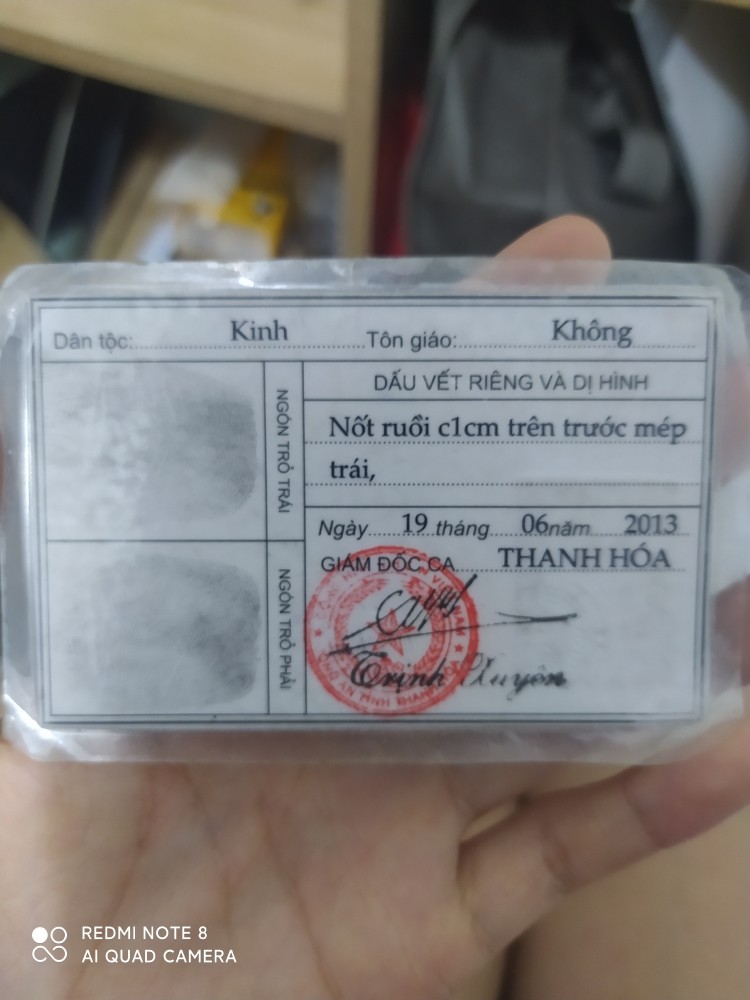 Dân tộc: Kinh Tôn giáo: Không
NGÓN TRỎ TRÁI
DẤU VẾT RIÊNG VÀ DỊ HÌNH
Nốt ruồi c1cm trên trước mép
trái,
Ngày 19 tháng 06 năm 2013
GIÁM ĐỐC CA THANH HÓA
NGÓN TRỎ PHẢI
Trịnh Xuyên
REDMI NOTE 8
AI QUAD CAMERA